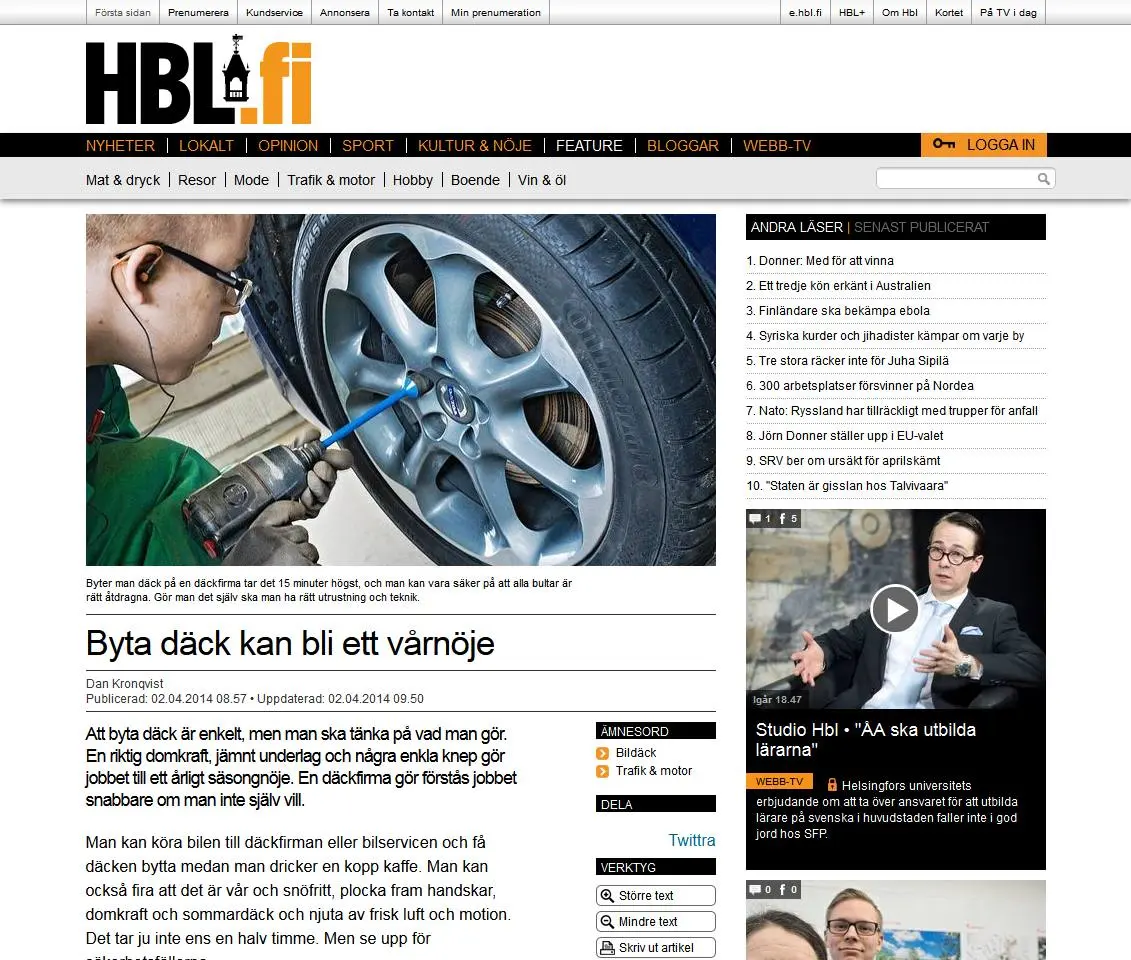 Första sidan
Prenumerera
Kundservice
Annonsera
Ta kontakt
Min prenumeration
e.hbl.fi
HBL+
Om Hbl
Kortet
På TV i dag
HBL.fi
NYHETER
LOKALT
OPINION
SPORT
KULTUR & NÖJE
FEATURE
BLOGGAR
WEBB-TV
LOGGA IN
Mat & dryck
Resor
Mode
Trafik & motor
Hobby
Boende
Vin & öl
Byter man däck på en däckfirma tar det 15 minuter högst, och man kan vara säker på att alla bultar är
rätt åtdragna. Gör man det själv ska man ha rätt utrustning och teknik.
Byta däck kan bli ett vårnöje
Dan Kronqvist
Publicerad: 02.04.2014 08.57 • Uppdaterad: 02.04.2014 09.50
Att byta däck är enkelt, men man ska tänka på vad man gör.
En riktig domkraft, jämnt underlag och några enkla knep gör
jobbet till ett årligt säsongnöje. En däckfirma gör förstås jobbet
snabbare om man inte själv vill.
Man kan köra bilen till däckfirman eller bilservicen och få
däcken bytta medan man dricker en kopp kaffe. Man kan
också fira att det är vår och snöfritt, plocka fram handskar,
domkraft och sommardäck och njuta av frisk luft och motion.
Det tar ju inte ens en halv timme. Men se upp för
ÄMNESORD
Bildäck
Trafik & motor
DELA
Twittra
VERKTYG
Större text
Mindre text
Skriv ut artikel
ANDRA LÄSER | SENAST PUBLICERAT
1. Donner: Med för att vinna
2. Ett tredje kön erkänt i Australien
3. Finländare ska bekämpa ebola
4. Syriska kurder och jihadister kämpar om varje by
5. Tre stora räcker inte för Juha Sipilä
6. 300 arbetsplatser försvinner på Nordea
7. Nato: Ryssland har tillräckligt med trupper för anfall
8. Jörn Donner ställer upp i EU-valet
9. SRV ber om ursäkt för aprilskämt
10. "Staten är gisslan hos Talvivaara"
1 f 5
Igår 18.47
Studio Hbl • "ÅA ska utbilda
lärarna"
WEBB-TV Helsingfors universitets
erbjudande om att ta över ansvaret för att utbilda
lärare på svenska i huvudstaden faller inte i god
jord hos SFP.
0 f 0